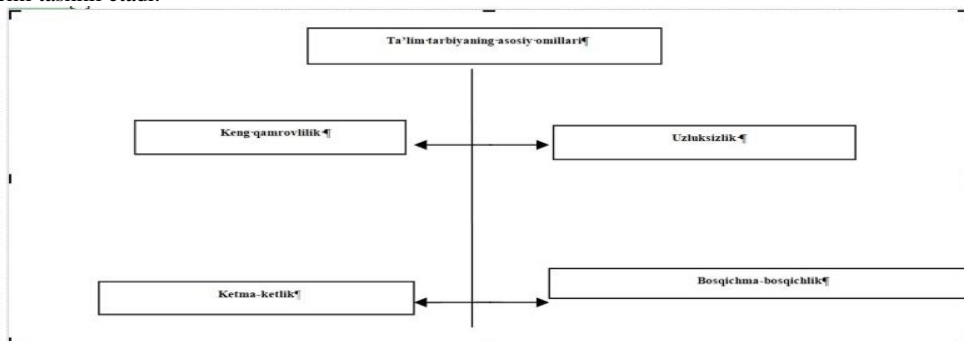 Ta’lim·tarbiyaning·asosiy·omillari¶
Keng·qamrovlilik·¶
Uzluksizlik·¶
Ketma-ketlik¶
Bosqichma-bosqichlik¶